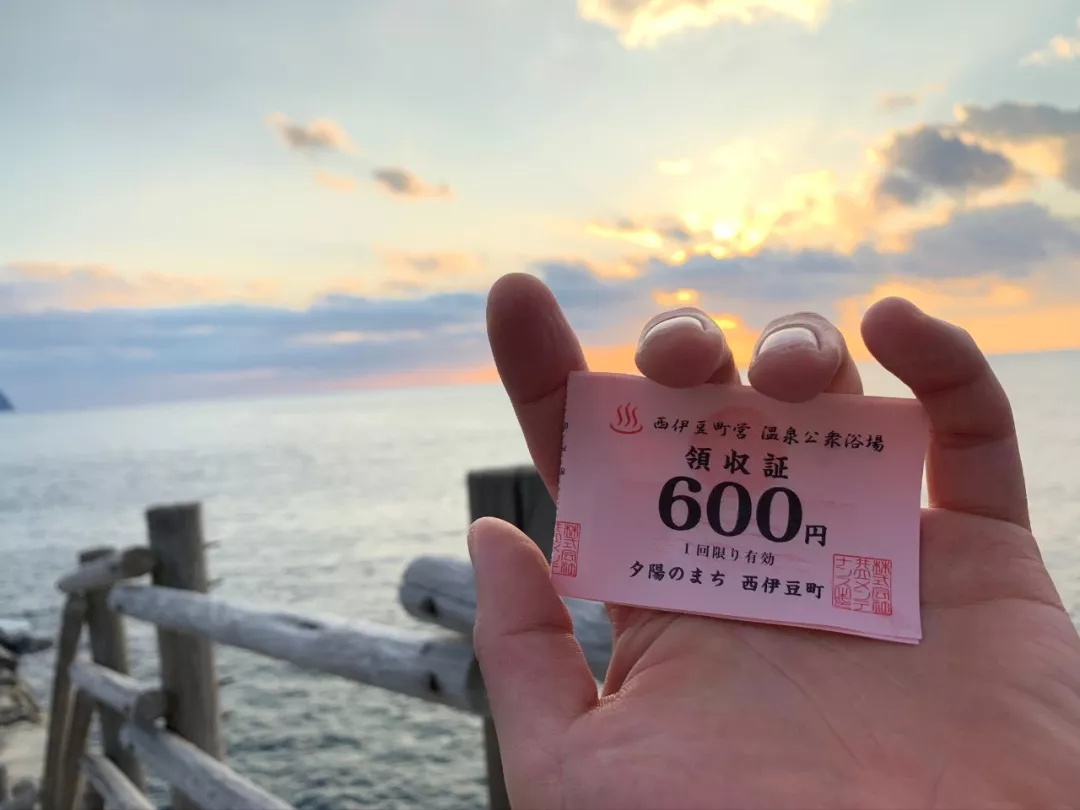 西伊豆町営 温泉公衆浴場
領収証
600円
1回限り有効
夕陽のまち 西伊豆町